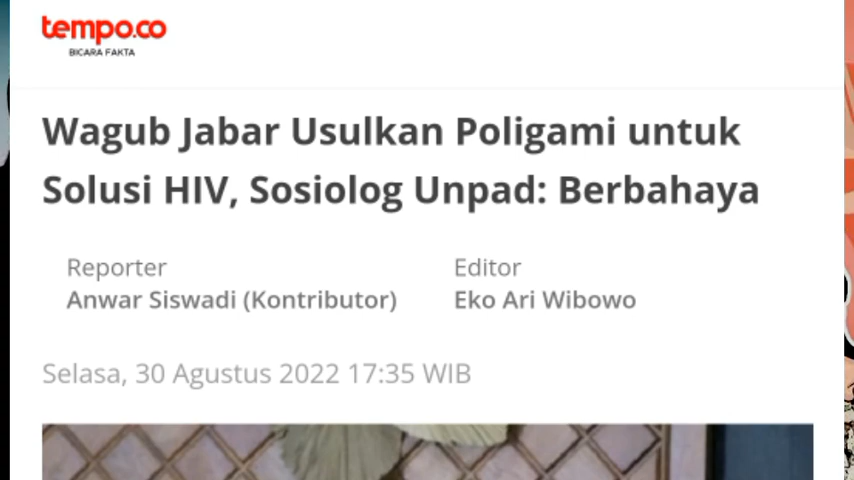 tempo.co
BICARA FAKTA
Wagub Jabar Usulkan Poligami untuk
Solusi HIV, Sosiolog Unpad: Berbahaya
Reporter
Editor
Anwar Siswadi (Kontributor)
Eko Ari Wibowo
Selasa, 30 Agustus 2022 17:35 WIB